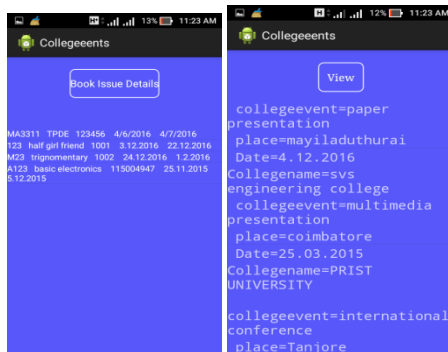 13% 11:23 AM
Collegeeents
Book Issue Details
MA3311 TPDE 123456 4/6/2016 4/7/2016
123 half girl friend 1001 3.12.2016 22.12.2016
M23 trignomentary 1002 24.12.2016 1.2.2016
A123 basic electronics 115004947 25.11.2015
5.12.2015
12% 11:23 AM
Collegeeents
View
collegeevent=paper
presentation
place=mayiladuthurai
Date=4.12.2016
Collegename=svs
engineering college
collegeevent=multimedia
presentation
place=coimbatore
Date=25.03.2015
Collegename=PRIST
UNIVERSITY
collegeevent=international
conference
place=Tanjore